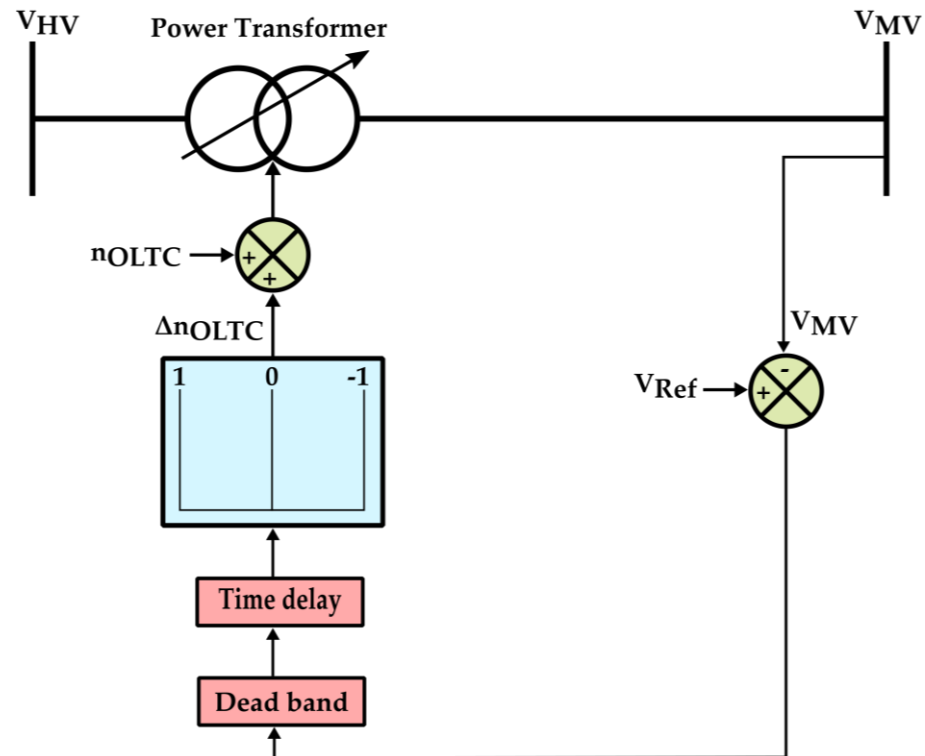 VHV
Power Transformer
VMV
nOLTC
+
+
ΔnOLTC
VMV
1 0 -1
-
VRef
+
Time delay
Dead band